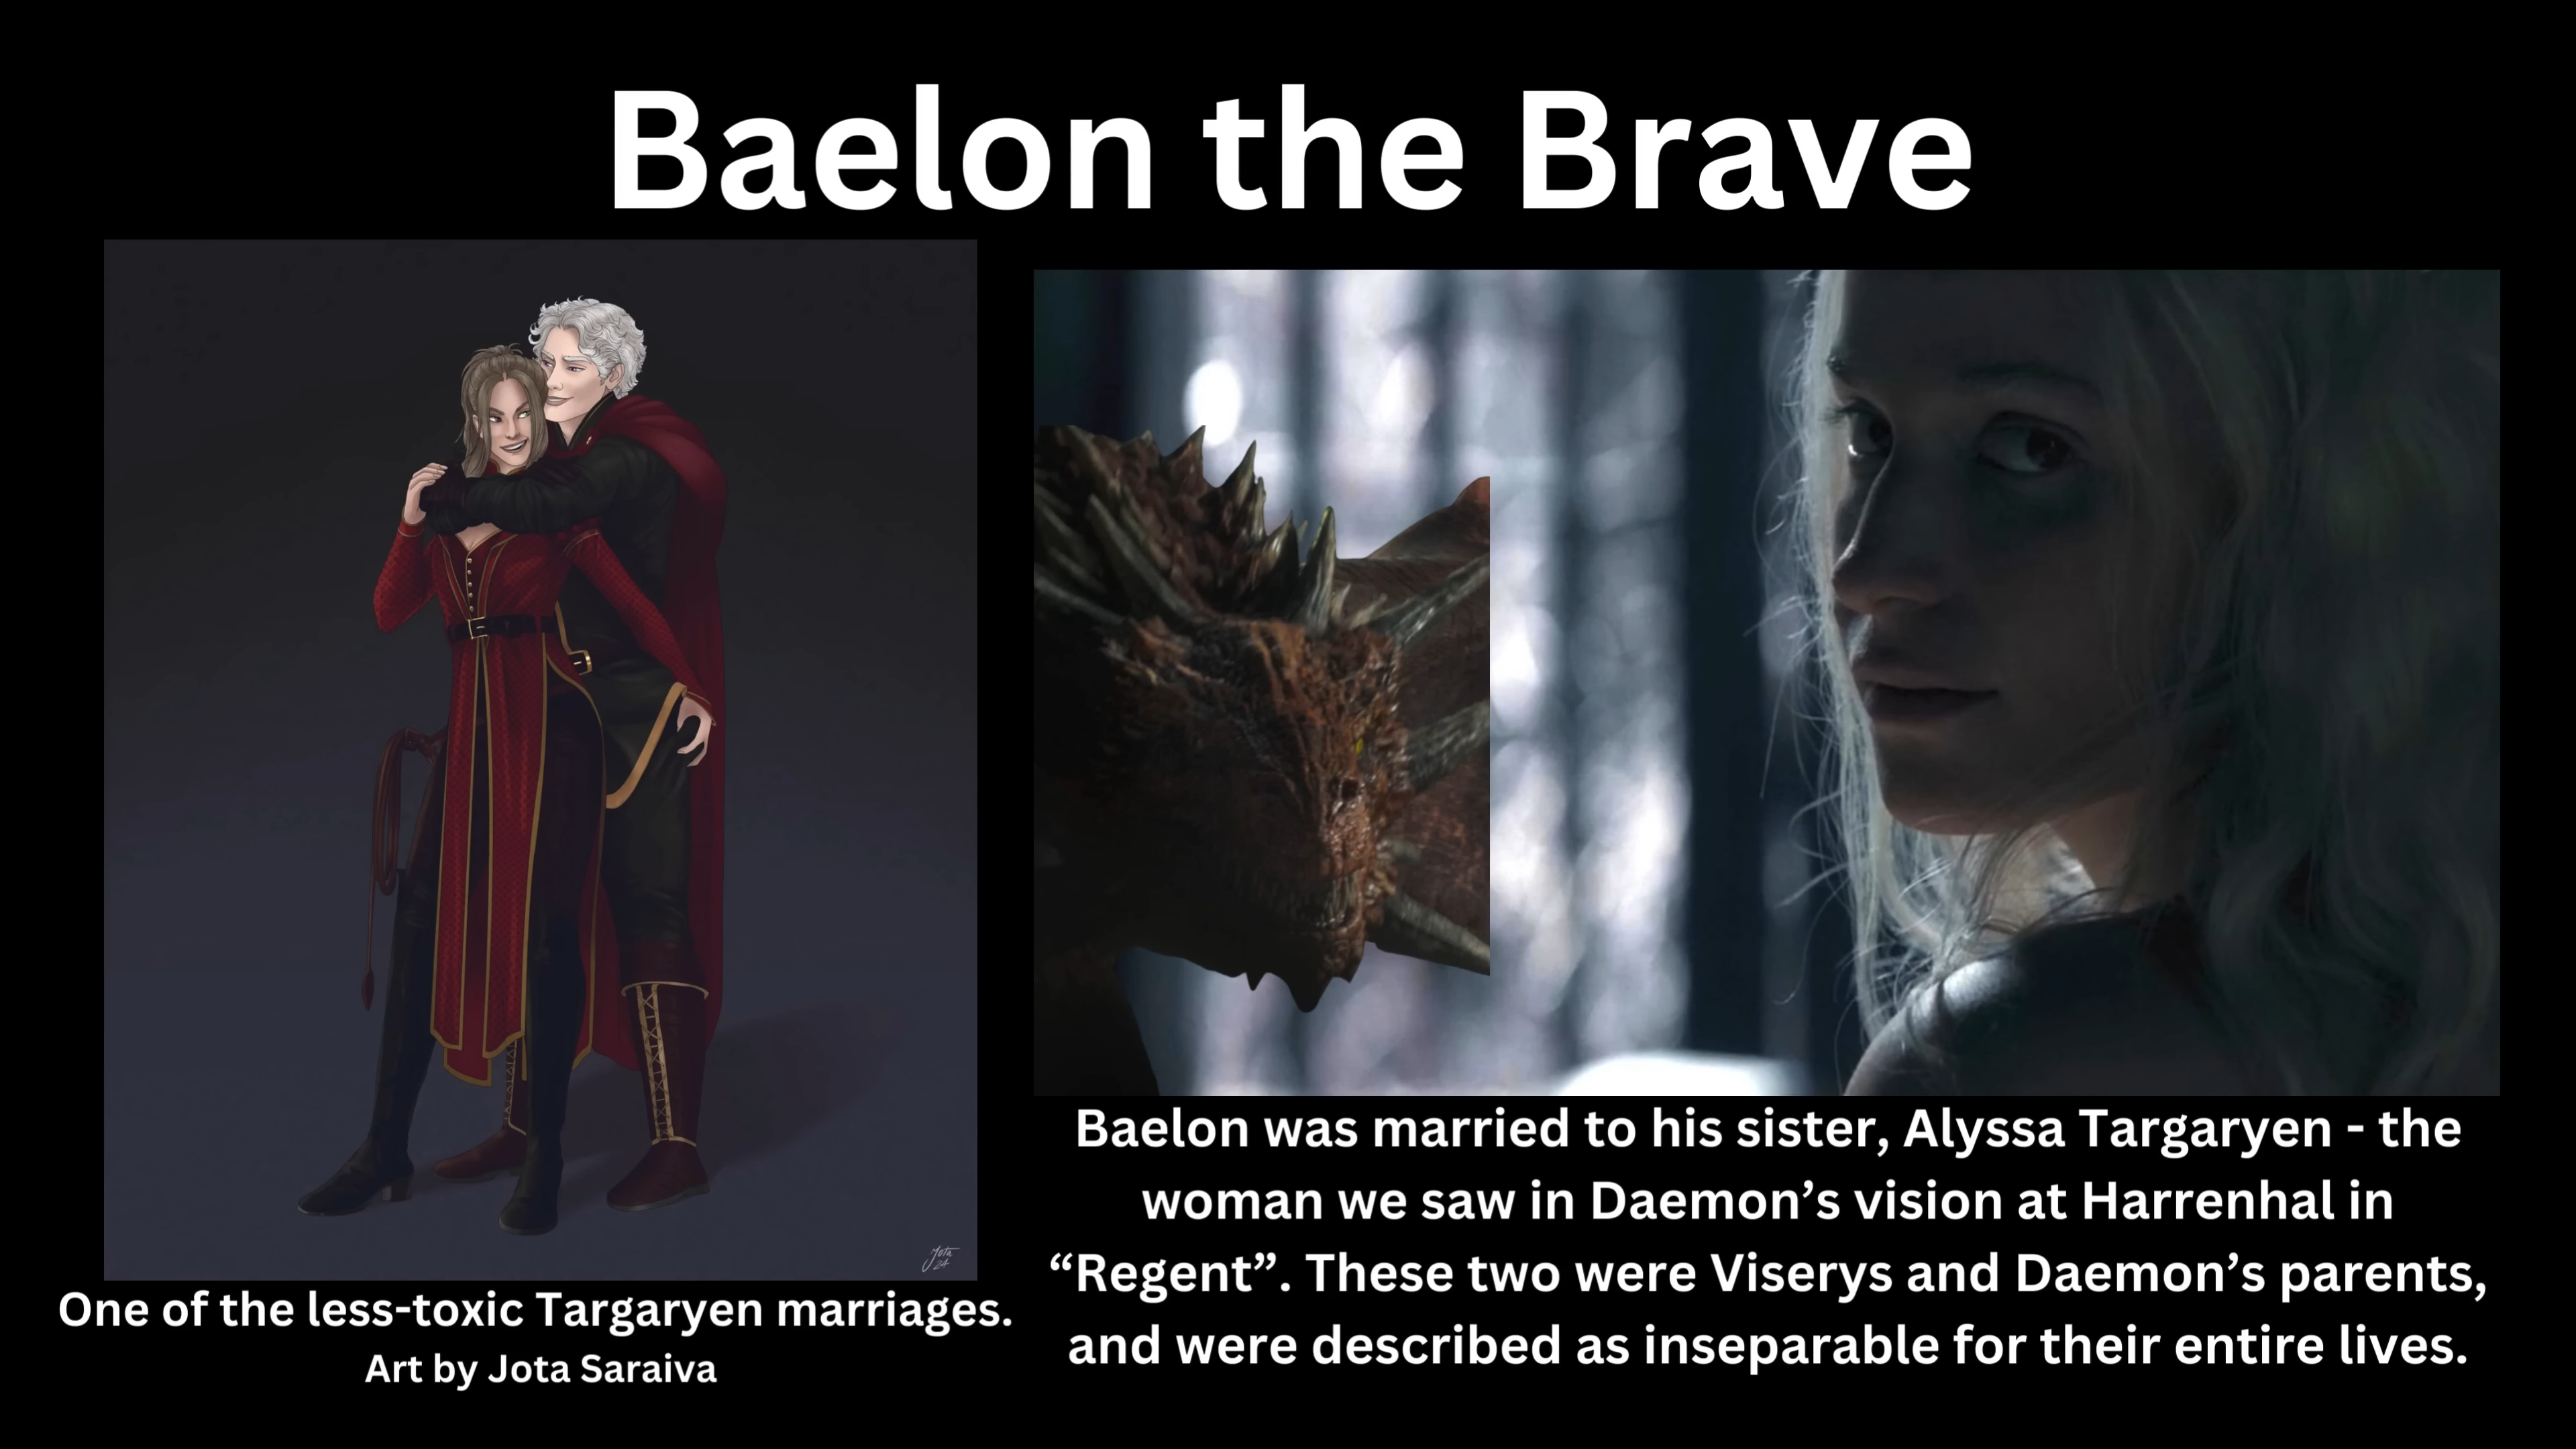 Baelon the Brave
Jota
24
One of the less-toxic Targaryen marriages.
Art by Jota Saraiva
Baelon was married to his sister, Alyssa Targaryen - the
woman we saw in Daemon’s vision at Harrenhal in
“Regent”. These two were Viserys and Daemon’s parents,
and were described as inseparable for their entire lives.